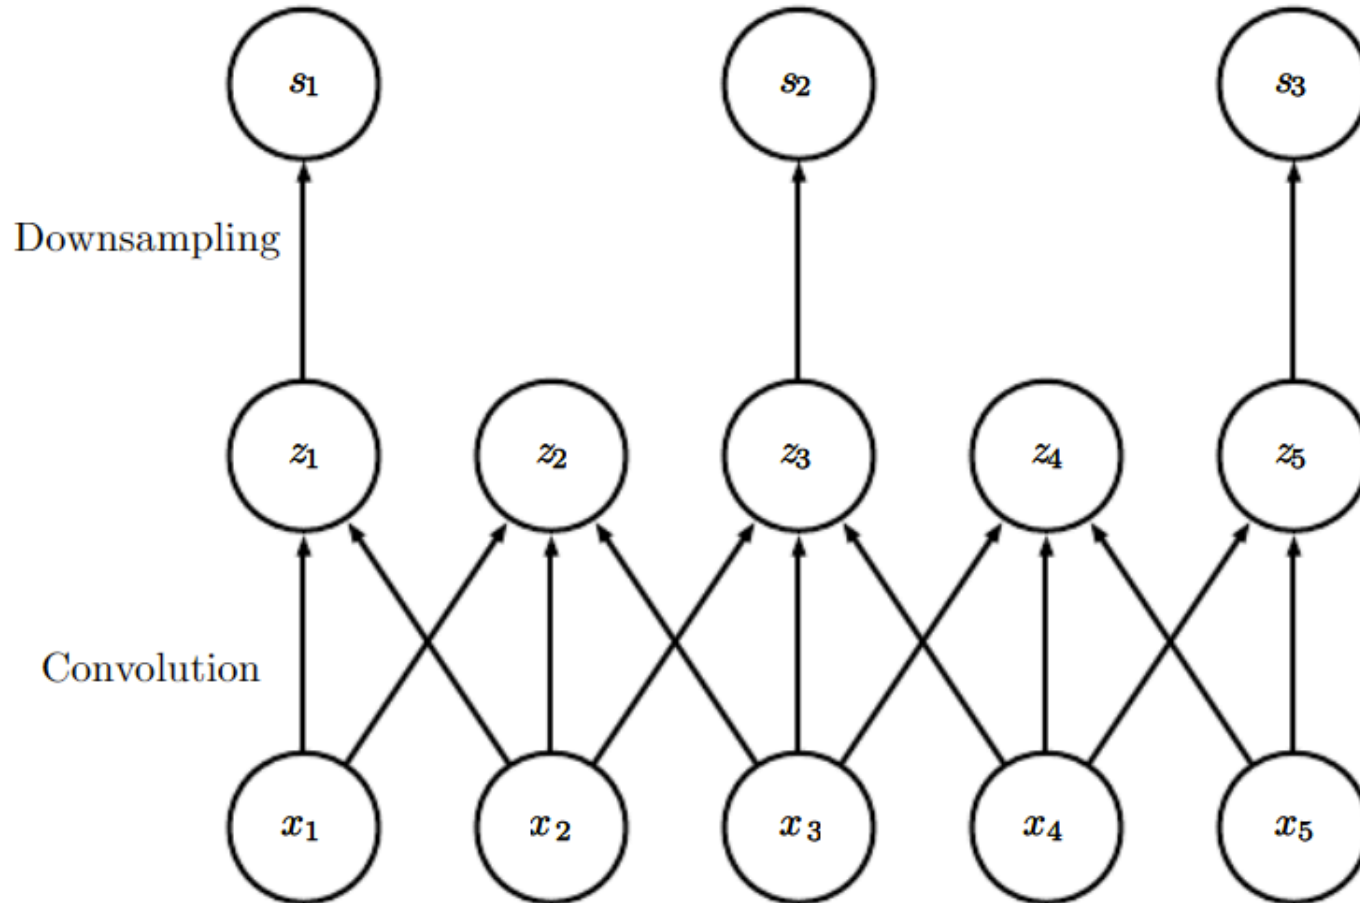 s1 s2 s3
Downsampling
z1 z2 z3 z4 z5
Convolution
x1 x2 x3 x4 x5